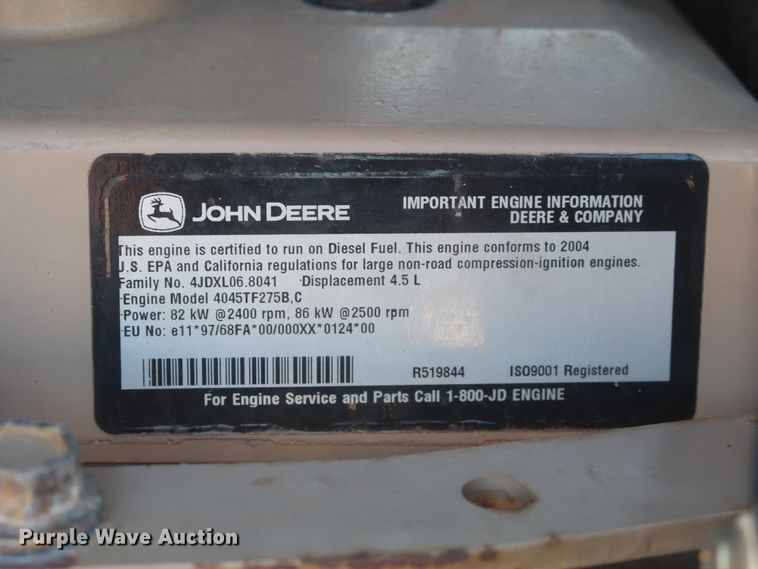 JOHN DEERE
IMPORTANT ENGINE INFORMATION
DEERE & COMPANY
This engine is certified to run on Diesel Fuel. This engine conforms to 2004
J.S. EPA and California regulations for large non-road compression-ignition engines.
Family No. 4JDXL06.8041 Displacement 4.5 L
Engine Model 4045TF275B,C
Power: 82 kW @2400 rpm, 86 kW @2500 rpm
EU No: e11*97/68FA*00/000XX*0124*00
R519844 ISO9001 Registered
For Engine Service and Parts Call 1-800-JD ENGINE
Purple Wave Auction